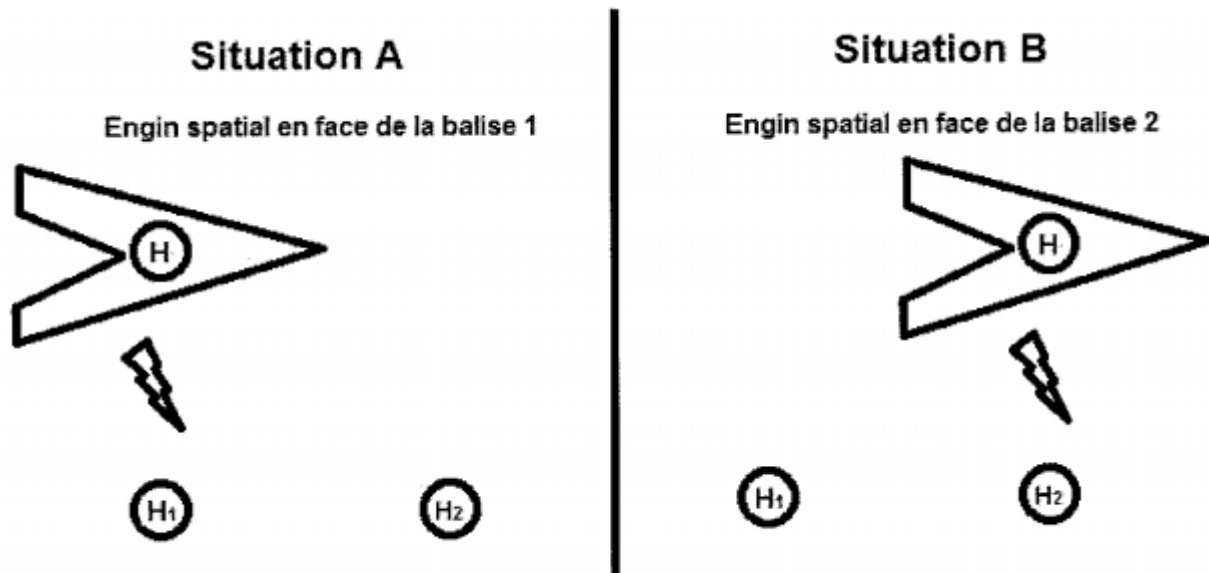 Situation A
Engin spatial en face de la balise 1
H
H₁
H₂
Situation B
Engin spatial en face de la balise 2
H
H₁
H₂